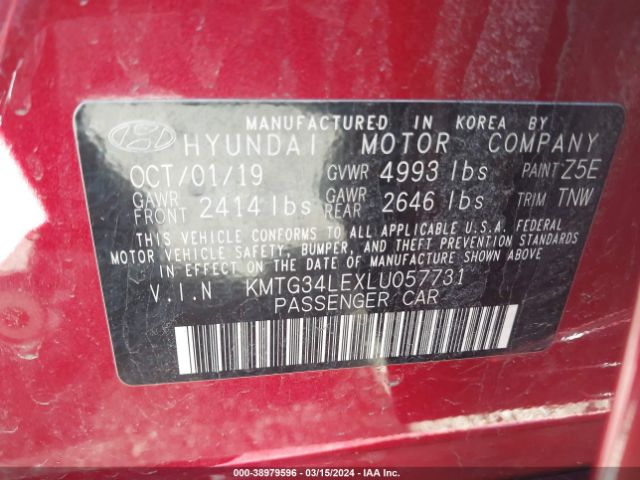 MANUFACTURED IN KOREA BY
HYUNDAI MOTOR COMPANY
OCT/01/19 GVWR 4993 lbs PAINT Z5E
GAWR FRONT 2414 lbs GAWR REAR 2646 lbs TRIM TNW
THIS VEHICLE CONFORMS TO ALL APPLICABLE U.S.A. FEDERAL
MOTOR VEHICLE SAFETY, BUMPER, AND THEFT PREVENTION STANDARDS
IN EFFECT ON THE DATE OF MANUFACTURE SHOWN ABOVE.
V.I.N KMTG34LEXLU057731
PASSENGER CAR
00-38979596 - 03/15/2024 - IAA Inc.